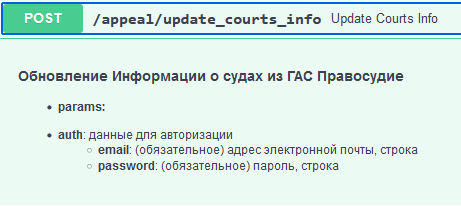 POST /appeal/update_courts_info Update Courts Info
Обновление Информации о судах из ГАС Правосудие
params:
auth: данные для авторизации
email: (обязательное) адрес электронной почты, строка
password: (обязательное) пароль, строка